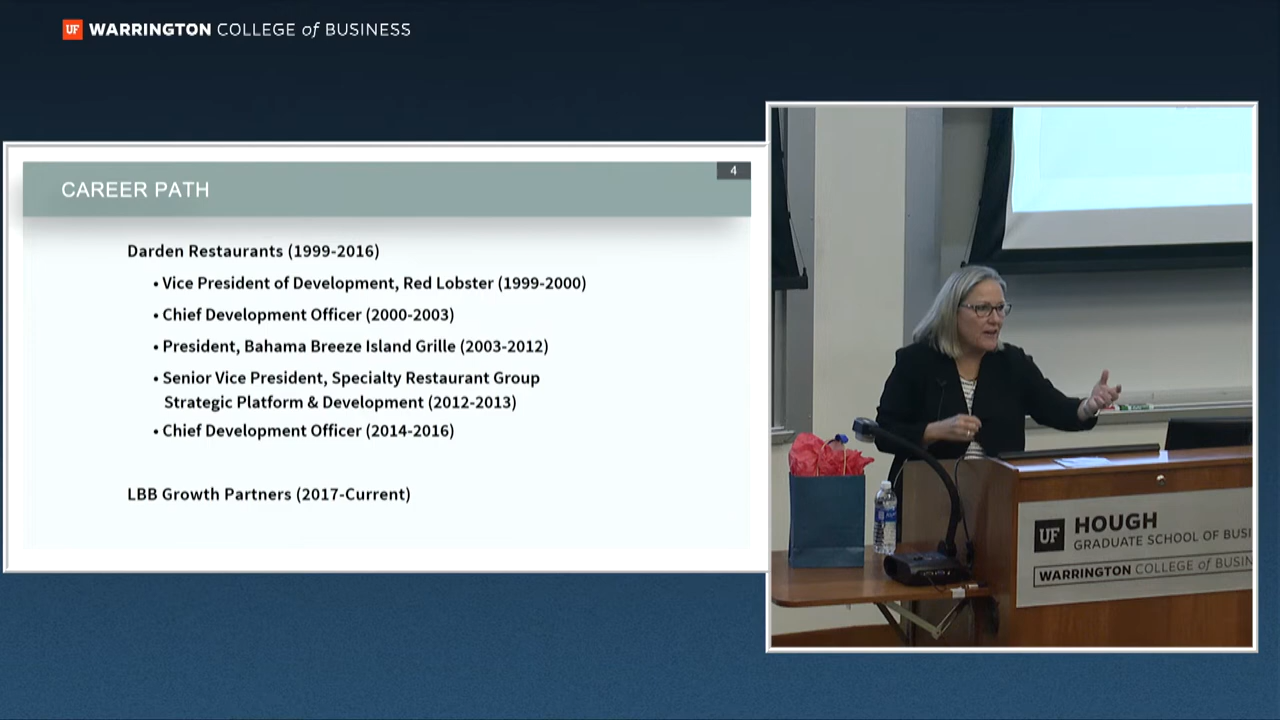 UF WARRINGTON COLLEGE of BUSINESS
4
CAREER PATH
Darden Restaurants (1999-2016)
• Vice President of Development, Red Lobster (1999-2000)
• Chief Development Officer (2000-2003)
• President, Bahama Breeze Island Grille (2003-2012)
• Senior Vice President, Specialty Restaurant Group
Strategic Platform & Development (2012-2013)
• Chief Development Officer (2014-2016)
LBB Growth Partners (2017-Current)
UF HOUGH
GRADUATE SCHOOL OF BUSI
WARRINGTON COLLEGE of BUSIN